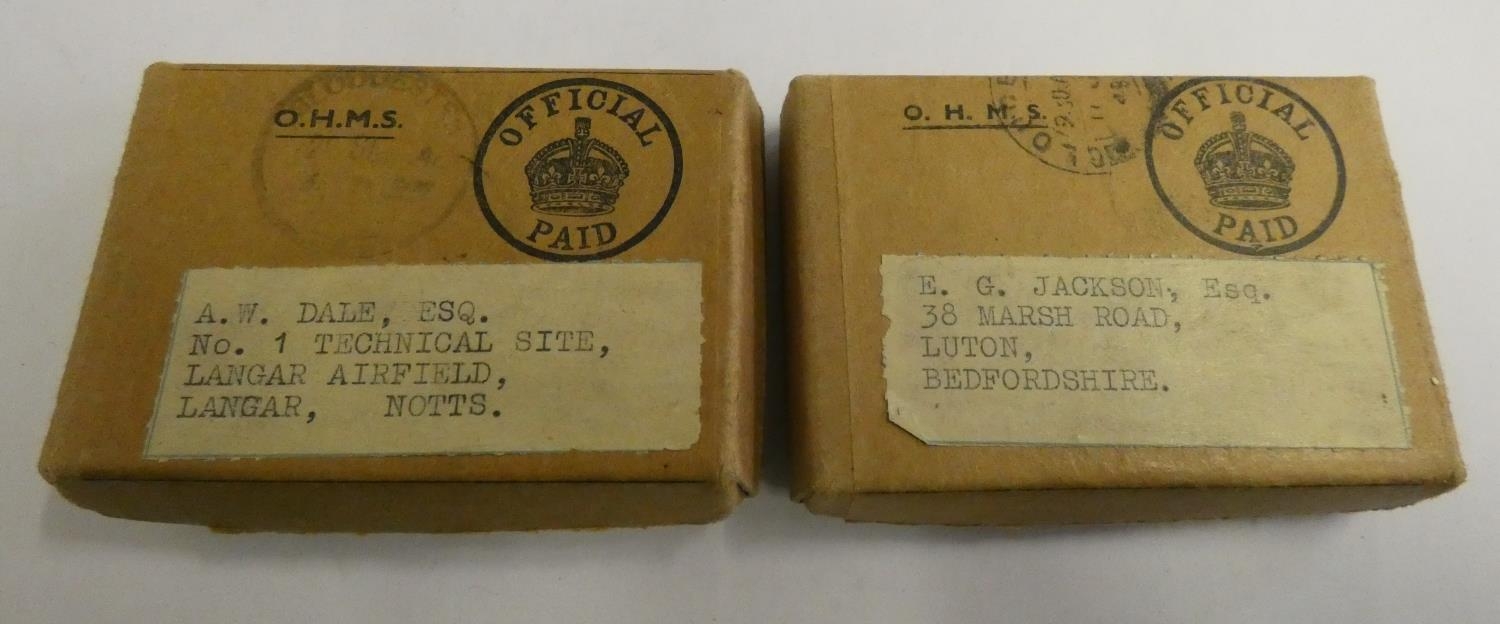 O.H.M.S.
OFFICIAL
PAID
A.W. DALE, ESQ.
No. 1 TECHNICAL SITE,
LANGAR AIRFIELD,
LANGAR, NOTTS.
O. H. M. S.
OFFICIAL
PAID
E. G. JACKSON, Esq.
38 MARSH ROAD,
LUTON,
BEDFORDSHIRE.